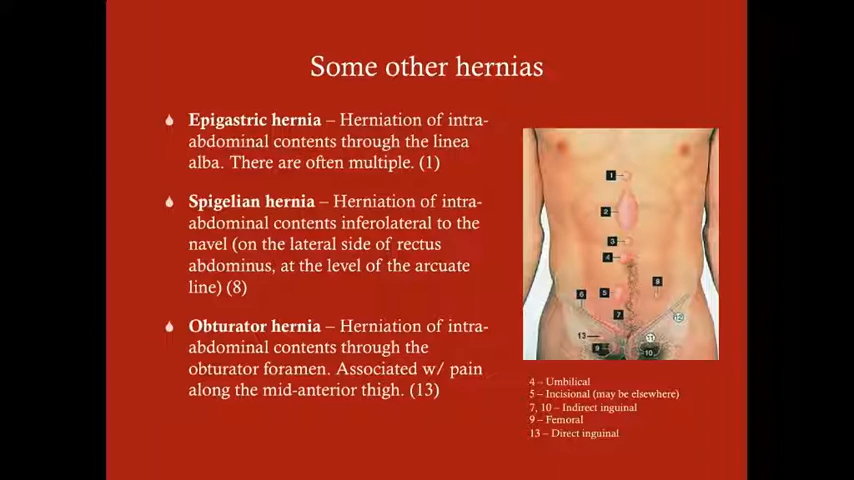 Some other hernias
Epigastric hernia – Herniation of intra-
abdominal contents through the linea
alba. There are often multiple. (1)
Spigelian hernia – Herniation of intra-
abdominal contents inferolateral to the
navel (on the lateral side of rectus
abdominus, at the level of the arcuate
line) (8)
Obturator hernia – Herniation of intra-
abdominal contents through the
obturator foramen. Associated w/ pain
along the mid-anterior thigh. (13)
1
2
3
4
8
6
5
7
12
13
11
9
10
4 – Umbilical
5 – Incisional (may be elsewhere)
7, 10 – Indirect inguinal
9 – Femoral
13 – Direct inguinal